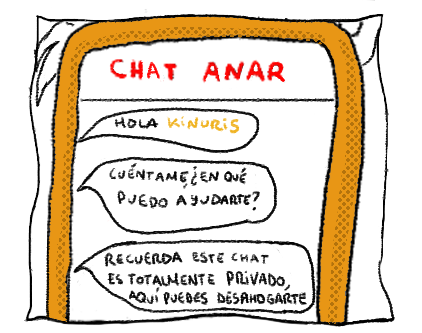 CHAT ANAR
HOLA KiNURIS
CUÉNTAME,¿EN QUÉ
PUEDO AYUDARTE?
RECUERDA ESTE CHAT
ES TOTALMENTE PRIVADO,
AQUÍ PUEDES DESAHOGARTE